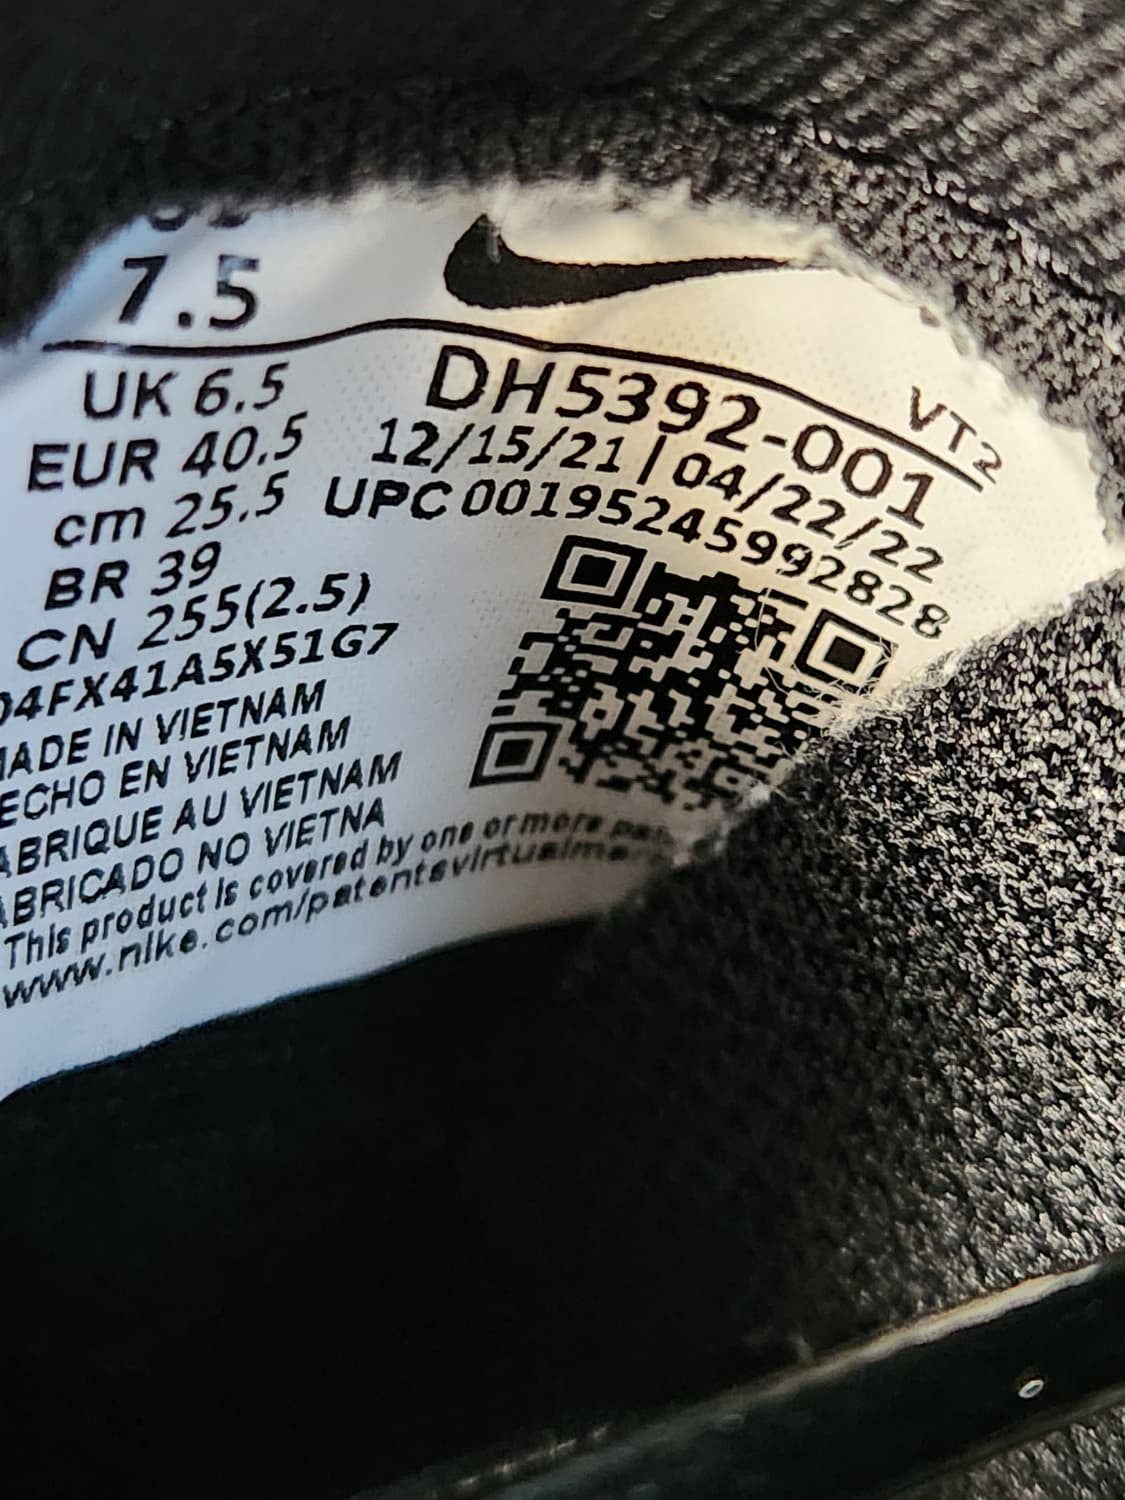 7.5
UK 6.5
EUR 40.5
cm 25.5
BR 39
CN 255(2.5)
04FX41A5X51G7
MADE IN VIETNAM
ECHO EN VIETNAM
ABRIQUE AU VIETNAM
ABRICADO NO VIETNA
This product is covered by one or more
www.nike.com/patentsvirtualmar
VT2
DH5392-001
12/15/21 | 04/22/22
UPC 00195245992828